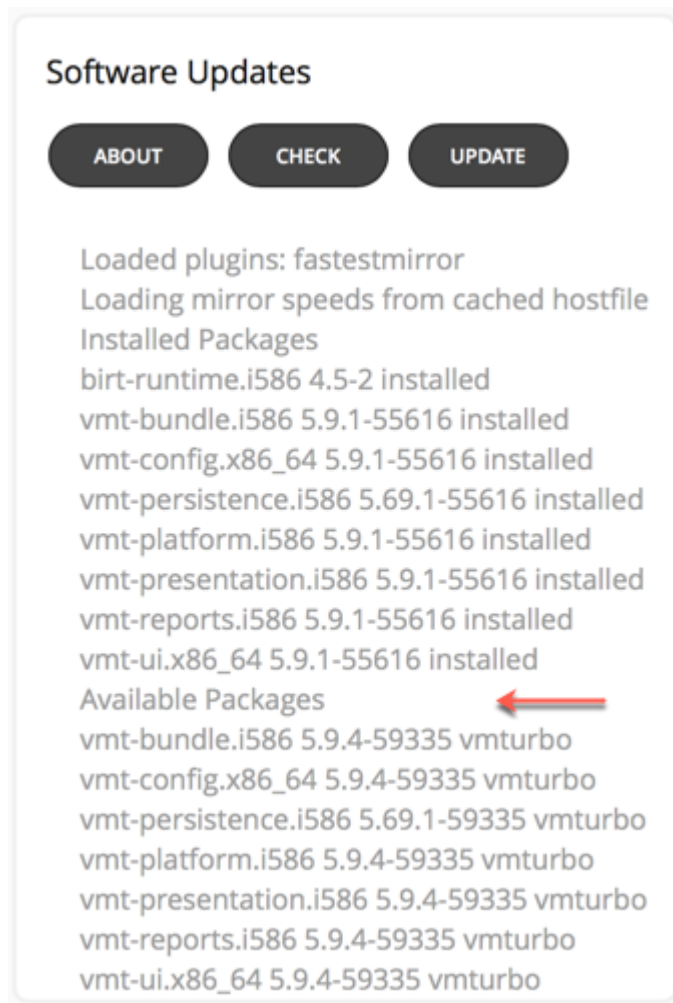 Software Updates
ABOUT CHECK UPDATE
Loaded plugins: fastestmirror
Loading mirror speeds from cached hostfile
Installed Packages
birt-runtime.i586 4.5-2 installed
vmt-bundle.i586 5.9.1-55616 installed
vmt-config.x86_64 5.9.1-55616 installed
vmt-persistence.i586 5.69.1-55616 installed
vmt-platform.i586 5.9.1-55616 installed
vmt-presentation.i586 5.9.1-55616 installed
vmt-reports.i586 5.9.1-55616 installed
vmt-ui.x86_64 5.9.1-55616 installed
Available Packages
vmt-bundle.i586 5.9.4-59335 vmturbo
vmt-config.x86_64 5.9.4-59335 vmturbo
vmt-persistence.i586 5.69.1-59335 vmturbo
vmt-platform.i586 5.9.4-59335 vmturbo
vmt-presentation.i586 5.9.4-59335 vmturbo
vmt-reports.i586 5.9.4-59335 vmturbo
vmt-ui.x86_64 5.9.4-59335 vmturbo